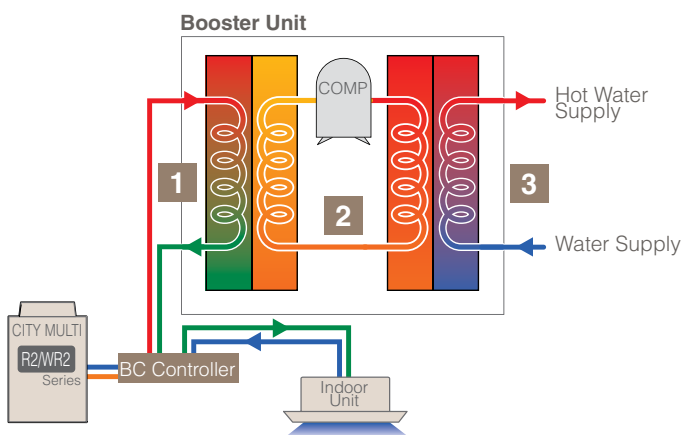 Booster Unit
COMP
Hot Water
Supply
1
2
3
Water Supply
CITY MULTI
R2/WR2
Series
BC Controller
Indoor
Unit